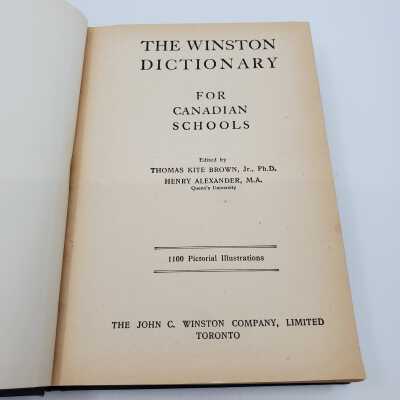 THE WINSTON
DICTIONARY
FOR
CANADIAN
SCHOOLS
Edited by
THOMAS KITE BROWN, Jr., Ph.D.
HENRY ALEXANDER, M.A.
Queen's University
1100 Pictorial Illustrations
THE JOHN C. WINSTON COMPANY, LIMITED
TORONTO